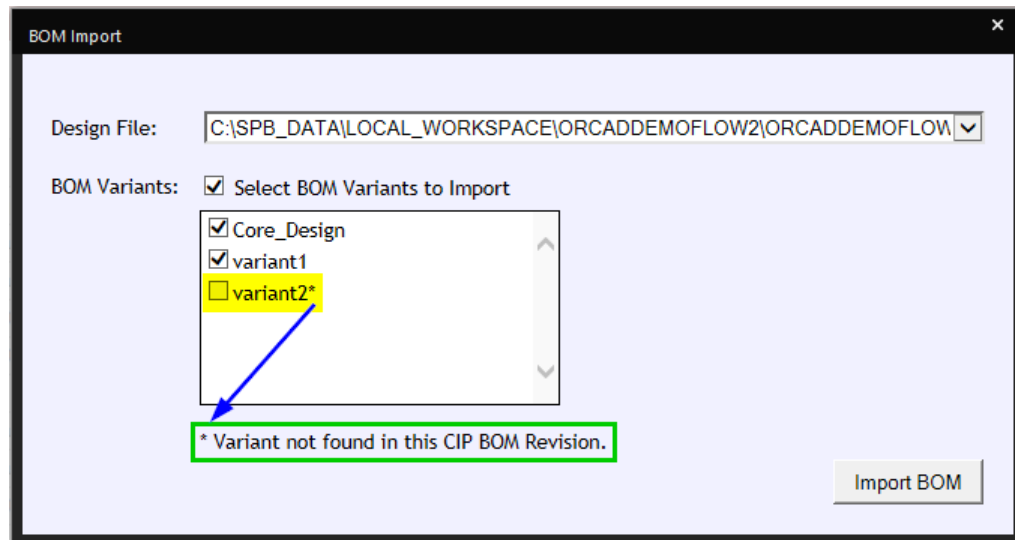 BOM Import
Design File: C:\SPB_DATA\LOCAL_WORKSPACE\ORCADDEMOFLOW2\ORCADDEMOFLOW
BOM Variants: Select BOM Variants to Import
Core_Design
variant1
variant2*
* Variant not found in this CIP BOM Revision.
Import BOM